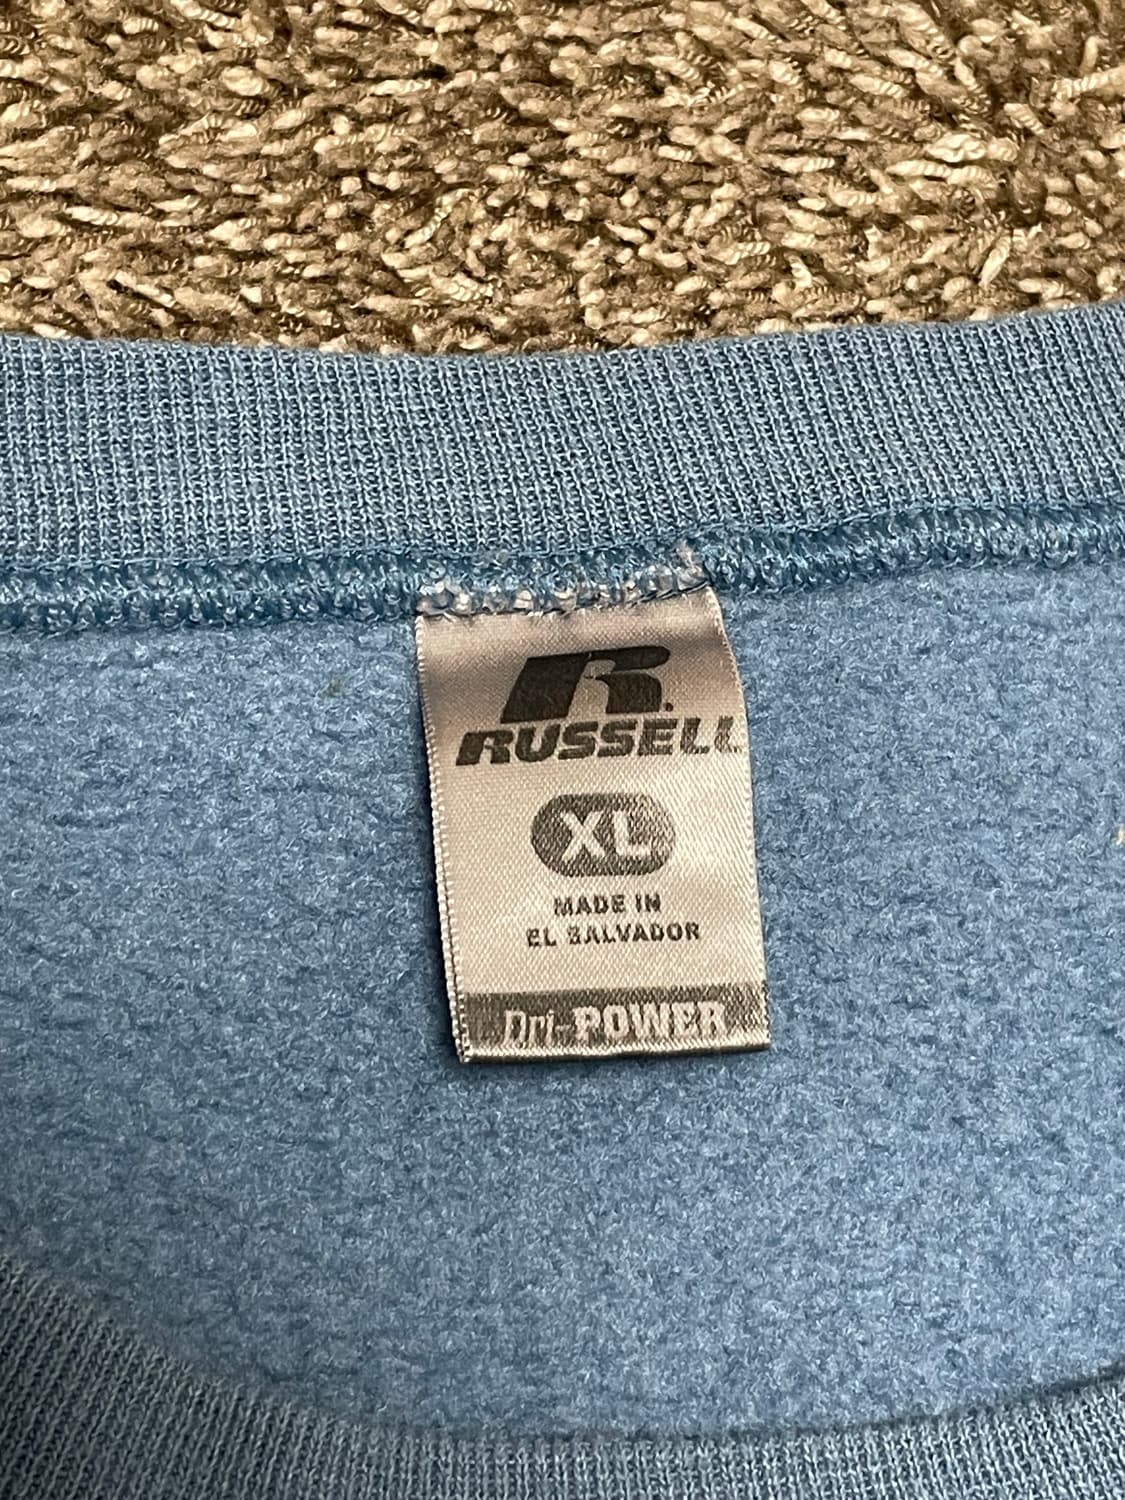 R.
RUSSELL
XL
MADE IN
EL SALVADOR
Dri-POWER